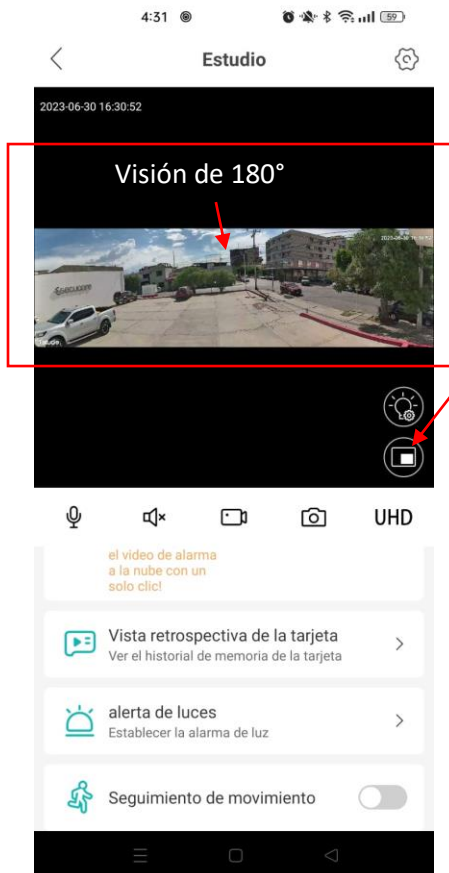 4:31
59
Estudio
2023-06-30 16:30:52
Visión de 180°
UHD
el video de alarma
a la nube con un
solo clic!
Vista retrospectiva de la tarjeta
Ver el historial de memoria de la tarjeta
alerta de luces
Establecer la alarma de luz
Seguimiento de movimiento